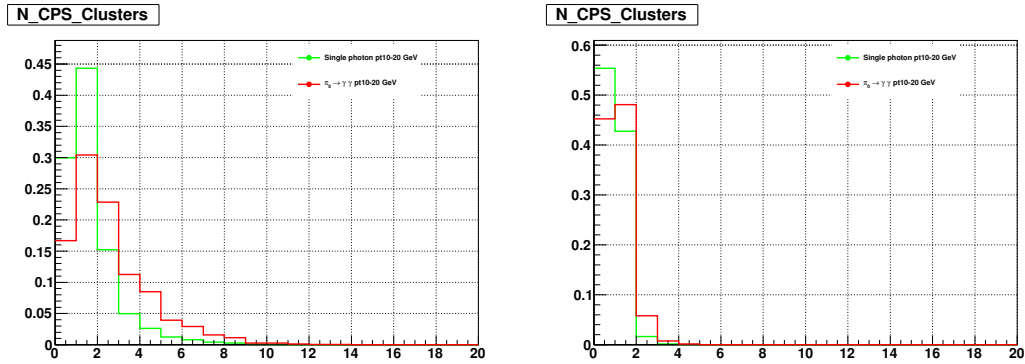 N_CPS_Clusters
Single photon pt10-20 GeV
π₀ → γ γ pt10-20 GeV
0.45
0.4
0.35
0.3
0.25
0.2
0.15
0.1
0.05
0
0 2 4 6 8 10 12 14 16 18 20
N_CPS_Clusters
Single photon pt10-20 GeV
π₀ → γ γ pt10-20 GeV
0.6
0.5
0.4
0.3
0.2
0.1
0
0 2 4 6 8 10 12 14 16 18 20